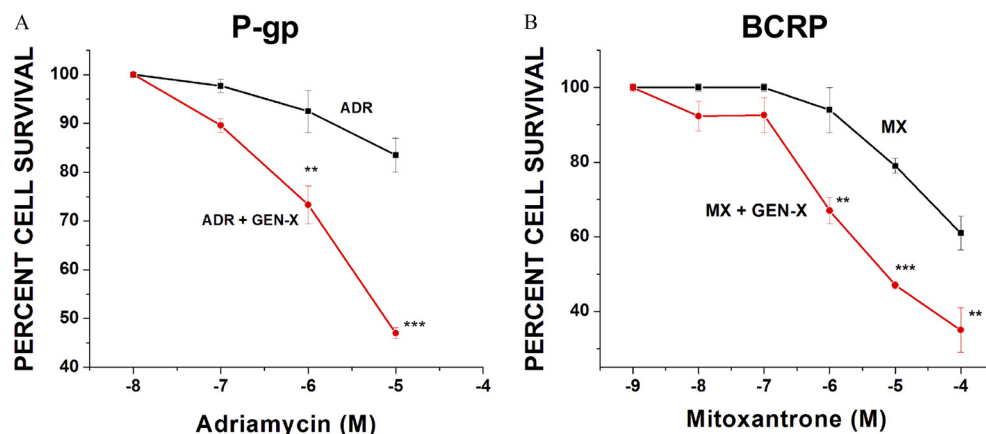 A
P-gp
PERCENT CELL SURVIVAL
100
90
80
70
60
50
40
ADR
**
ADR + GEN-X
***
-8
-7
-6
-5
-4
Adriamycin (M)
B
BCRP
PERCENT CELL SURVIVAL
100
80
60
40
MX
**
MX + GEN-X
***
**
-9
-8
-7
-6
-5
-4
Mitoxantrone (M)